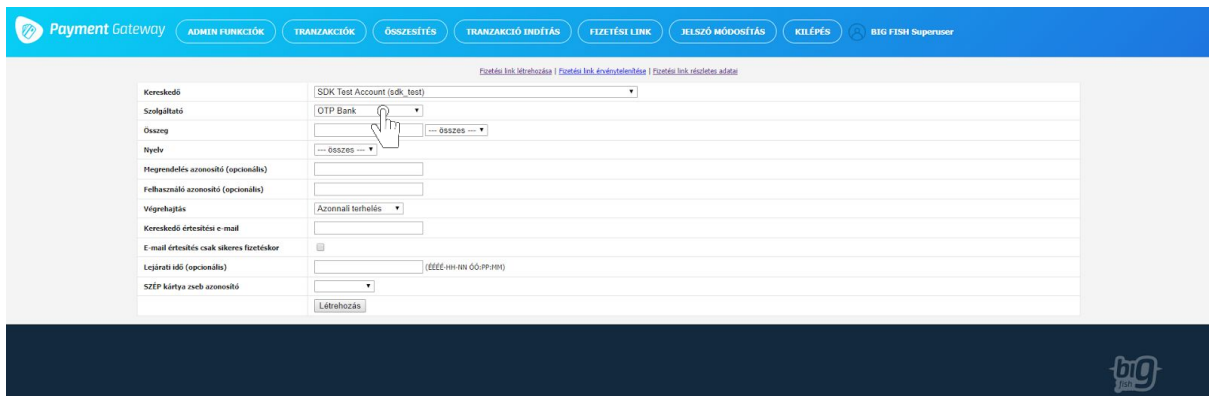 Payment Gateway ADMIN FUNKCIÓK TRANZAKCIÓK ÖSSZESÍTÉS TRANZAKCIÓ INDÍTÁS FIZETÉSI LINK JELSZÓ MÓDOSÍTÁS KILÉPÉS BIG FISH Superuser
Fizetési link létrehozása | Fizetési link érvénytelenítése | Fizetési link részletes adatai
Kereskedő SDK Test Account (sdk_test)
Szolgáltató OTP Bank
Összeg --- összes ---
Nyelv --- összes ---
Megrendelés azonosító (opcionális)
Felhasználó azonosító (opcionális)
Végrehajtás Azonnali terhelés
Kereskedő értesítési e-mail
E-mail értesítés csak sikeres fizetéskor
Lejárati idő (opcionális) (ÉÉÉÉ-HH-NN ÓÓ:PP:MM)
SZÉP kártya zseb azonosító
Létrehozás
big
fish